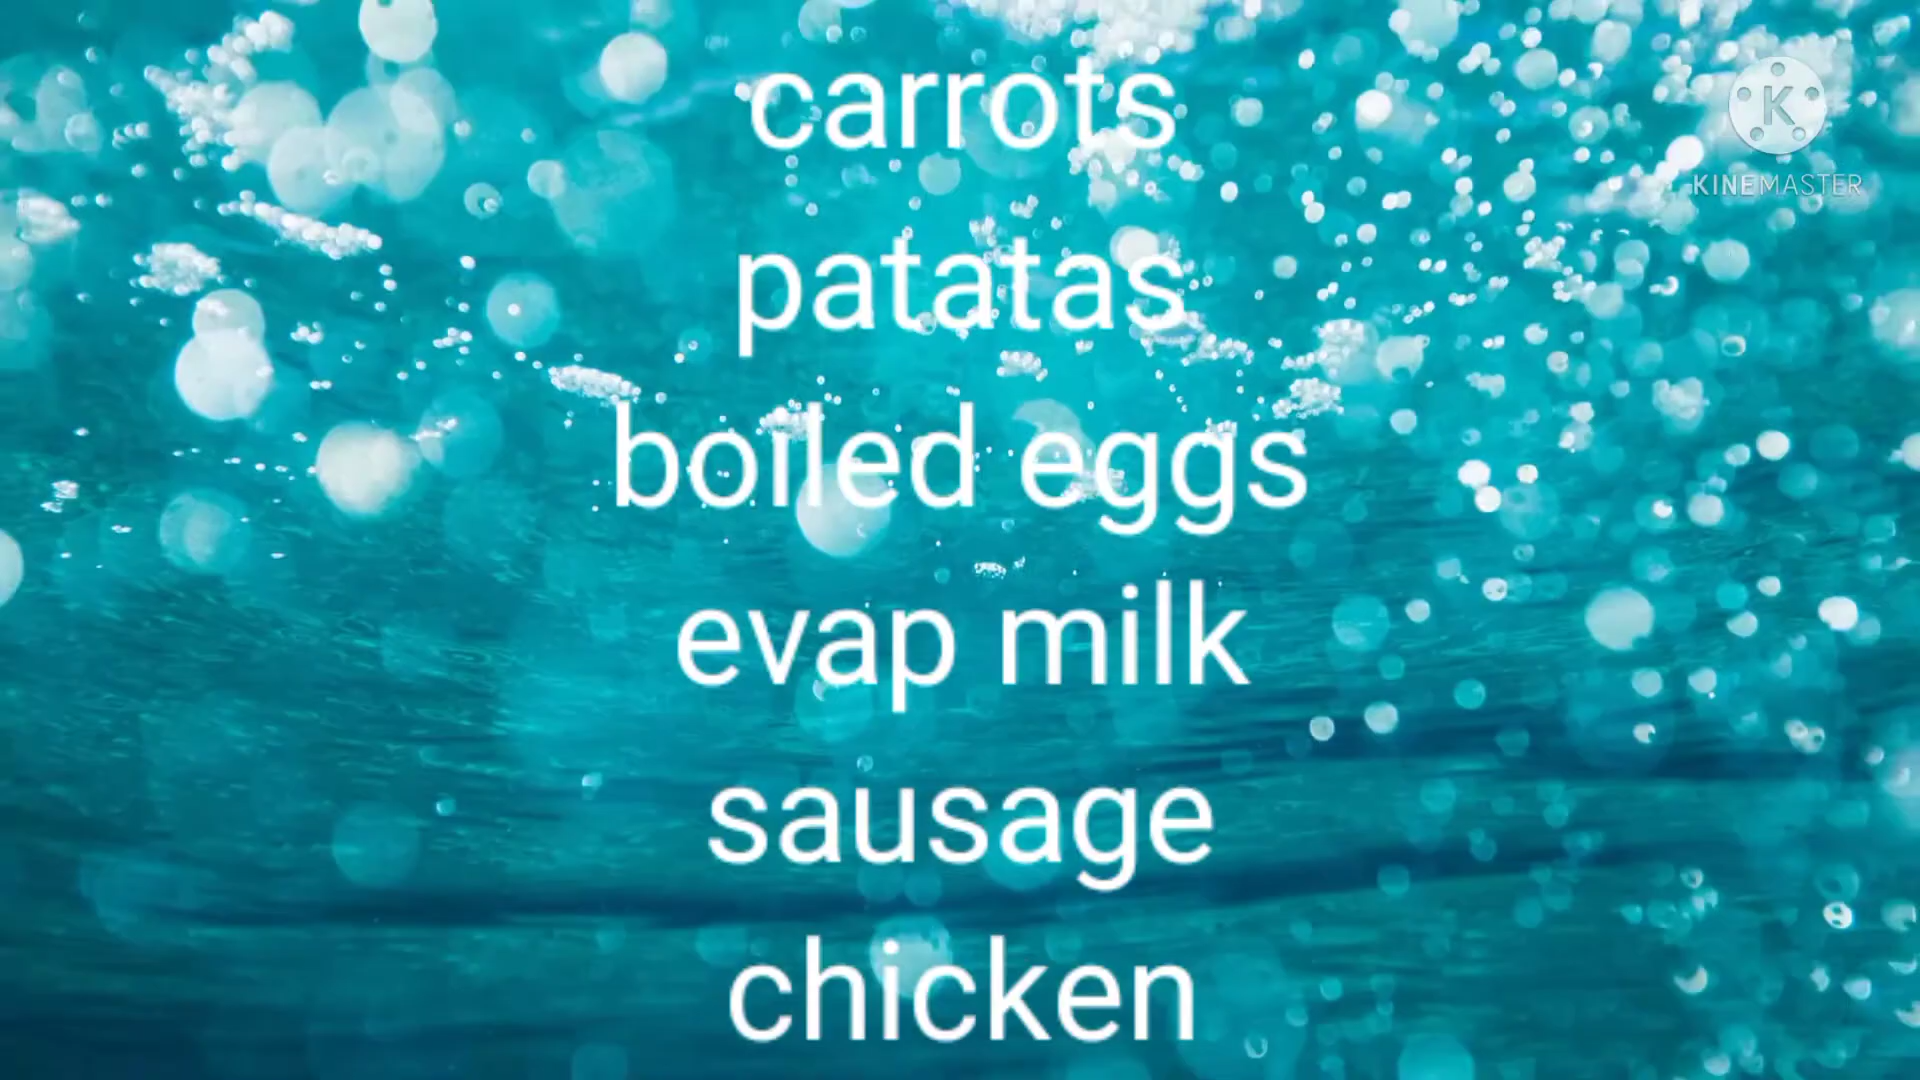 carrots
patatas
boiled eggs
evap milk
sausage
chicken
K
KINEMASTER